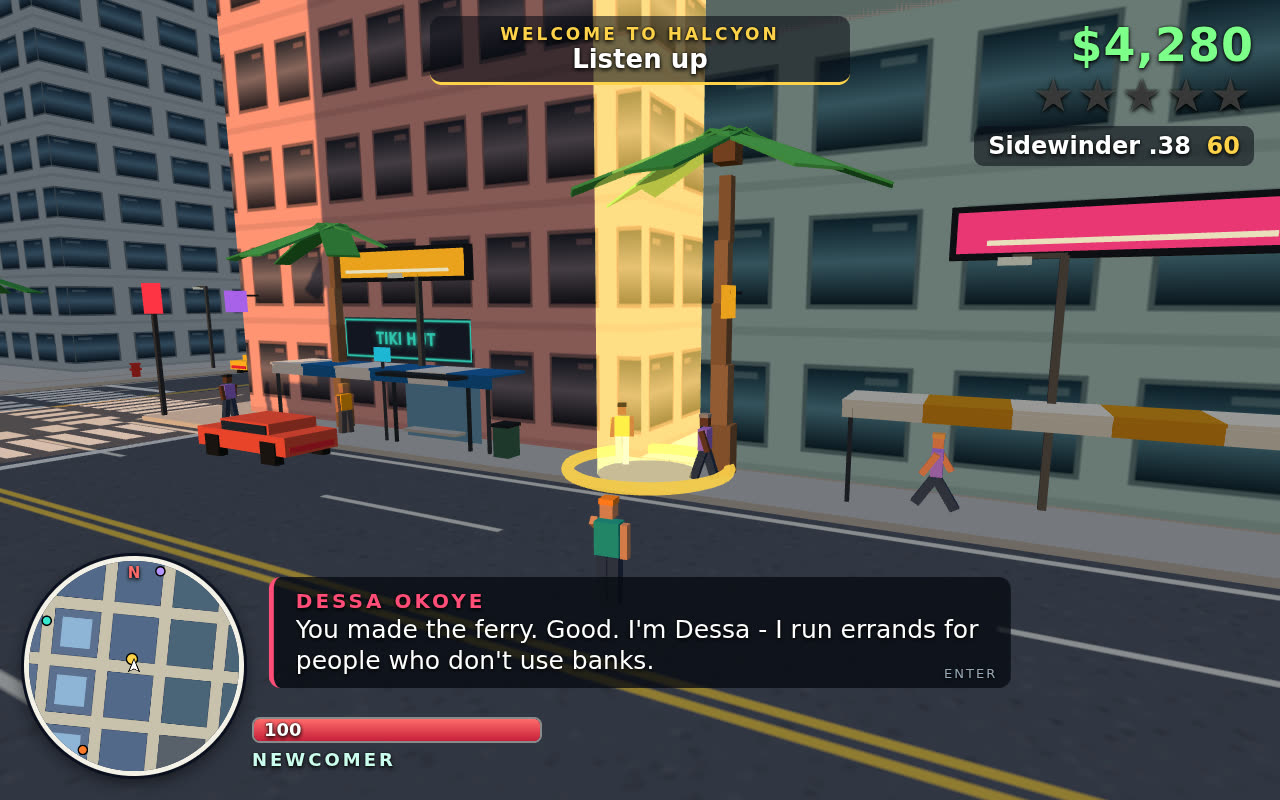 WELCOME TO HALCYON
Listen up
$4,280
Sidewinder .38 60
TIKI HUT
N
DESSA OKOYE
You made the ferry. Good. I'm Dessa - I run errands for
people who don't use banks.
ENTER
100
NEWCOMER